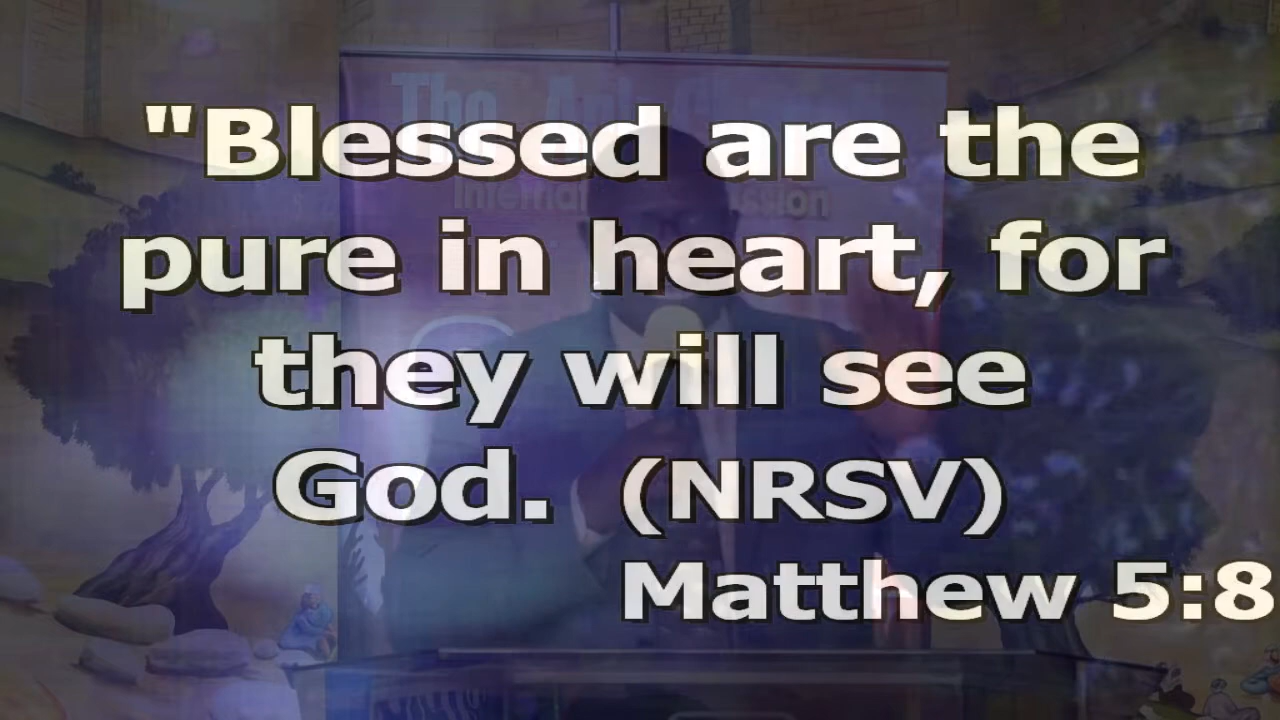 "Blessed are the
pure in heart, for
they will see
God. (NRSV)
Matthew 5:8